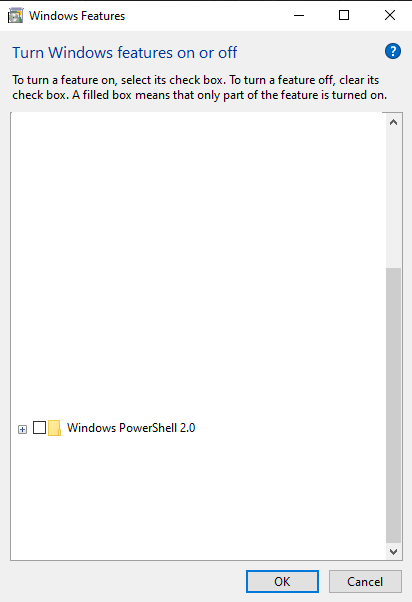 Windows Features
Turn Windows features on or off
To turn a feature on, select its check box. To turn a feature off, clear its
check box. A filled box means that only part of the feature is turned on.
Windows PowerShell 2.0
OK
Cancel